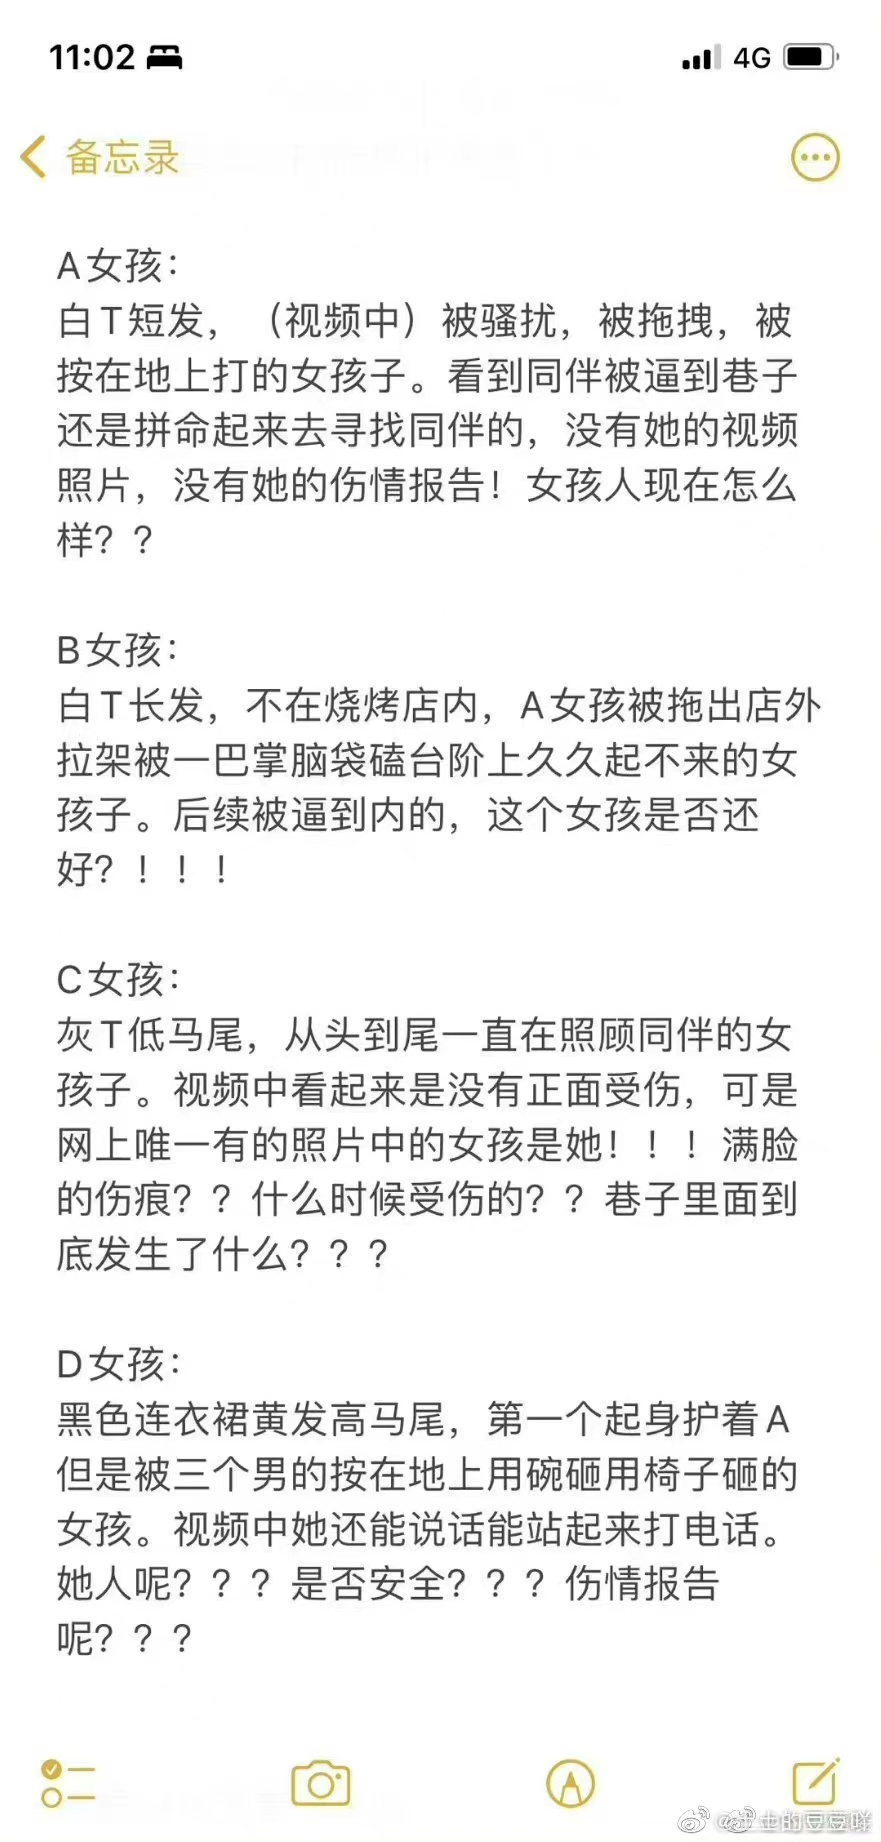 11:02
4G
备忘录
A女孩：
白T短发，（视频中）被骚扰，被拖拽，被
按在地上打的女孩子。看到同伴被逼到巷子
还是拼命起来去寻找同伴的，没有她的视频
照片，没有她的伤情报告！女孩人现在怎么
样？？
B女孩：
白T长发，不在烧烤店内，A女孩被拖出店外
拉架被一巴掌脑袋磕台阶上久久起不来的女
孩子。后续被逼到内的，这个女孩是否还
好？！！！
C女孩：
灰T低马尾，从头到尾一直在照顾同伴的女
孩子。视频中看起来是没有正面受伤，可是
网上唯一有的照片中的女孩是她！！！满脸
的伤痕？？什么时候受伤的？？巷子里面到
底发生了什么？？？
D女孩：
黑色连衣裙黄发高马尾，第一个起身护着A
但是被三个男的按在地上用碗砸用椅子砸的
女孩。视频中她还能说话能站起来打电话。
她人呢？？？是否安全？？？伤情报告
呢？？？